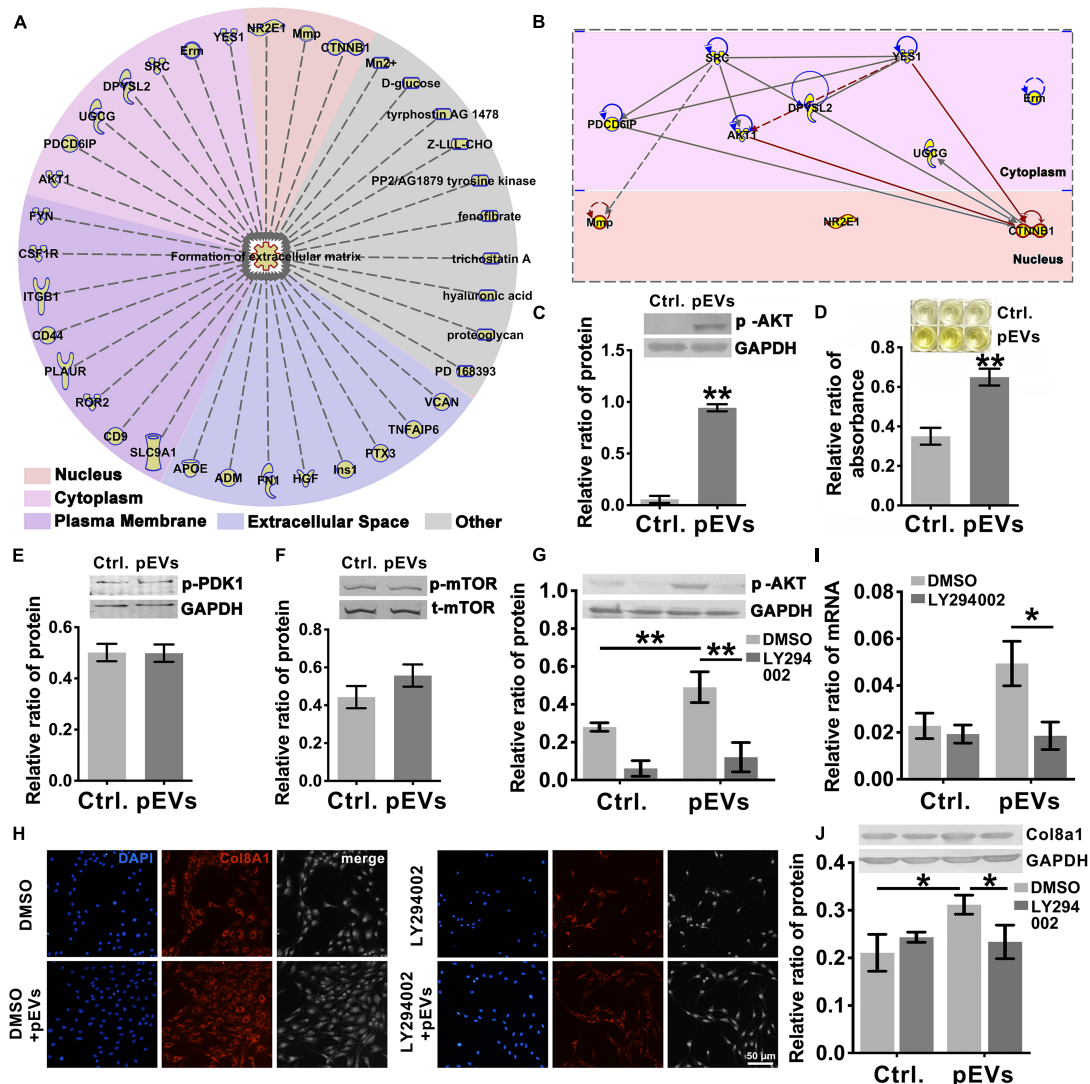 A
NR2E1
Mmp
CTNNB1
Mn2+
D-glucose
tyrphostin AG 1478
Z-LLL-CHO
PP2/AG1879 tyrosine kinase
fenofibrate
trichostatin A
hyaluronic acid
proteoglycan
PD 168393
VCAN
TNFAIP6
PTX3
Ins1
HGF
FN1
ADM
APOE
SLC9A1
CD9
ROR2
PLAUR
CD44
ITGB1
CSF1R
FYN
AKT1
PDCD6IP
UGCG
DPYSL2
SRC
Erm
YES1
Formation of extracellular matrix
Nucleus
Cytoplasm
Plasma Membrane
Extracellular Space
Other
B
SRC
YES1
DPYSL2
Erm
PDCD6IP
AKT1
UGCG
Cytoplasm
Mmp
NR2E1
CTNNB1
Nucleus
C
Ctrl. pEVs
p -AKT
GAPDH
Relative ratio of protein
1.5
1.0
0.5
0.0
**
Ctrl. pEVs
D
Ctrl.
pEVs
Relative ratio of
absorbance
0.8
0.6
0.4
0.2
0.0
**
Ctrl. pEVs
E
Ctrl. pEVs
p-PDK1
GAPDH
Relative ratio of protein
0.6
0.4
0.2
0.0
Ctrl. pEVs
F
Ctrl. pEVs
p-mTOR
t-mTOR
Relative ratio of protein
0.8
0.6
0.4
0.2
0.0
Ctrl. pEVs
G
p -AKT
GAPDH
Relative ratio of protein
0.8
0.6
0.4
0.2
0.0
**
**
DMSO
LY294
002
Ctrl. pEVs
I
Relative ratio of mRNA
0.08
0.06
0.04
0.02
0.00
DMSO
LY294002
*
Ctrl. pEVs
H
DAPI
Col8A1
merge
DMSO
DMSO
+pEVs
LY294002
LY294002
+pEVs
50 μm
J
Col8a1
GAPDH
Relative ratio of protein
0.4
0.3
0.2
0.1
0.0
*
*
DMSO
LY294
002
Ctrl. pEVs